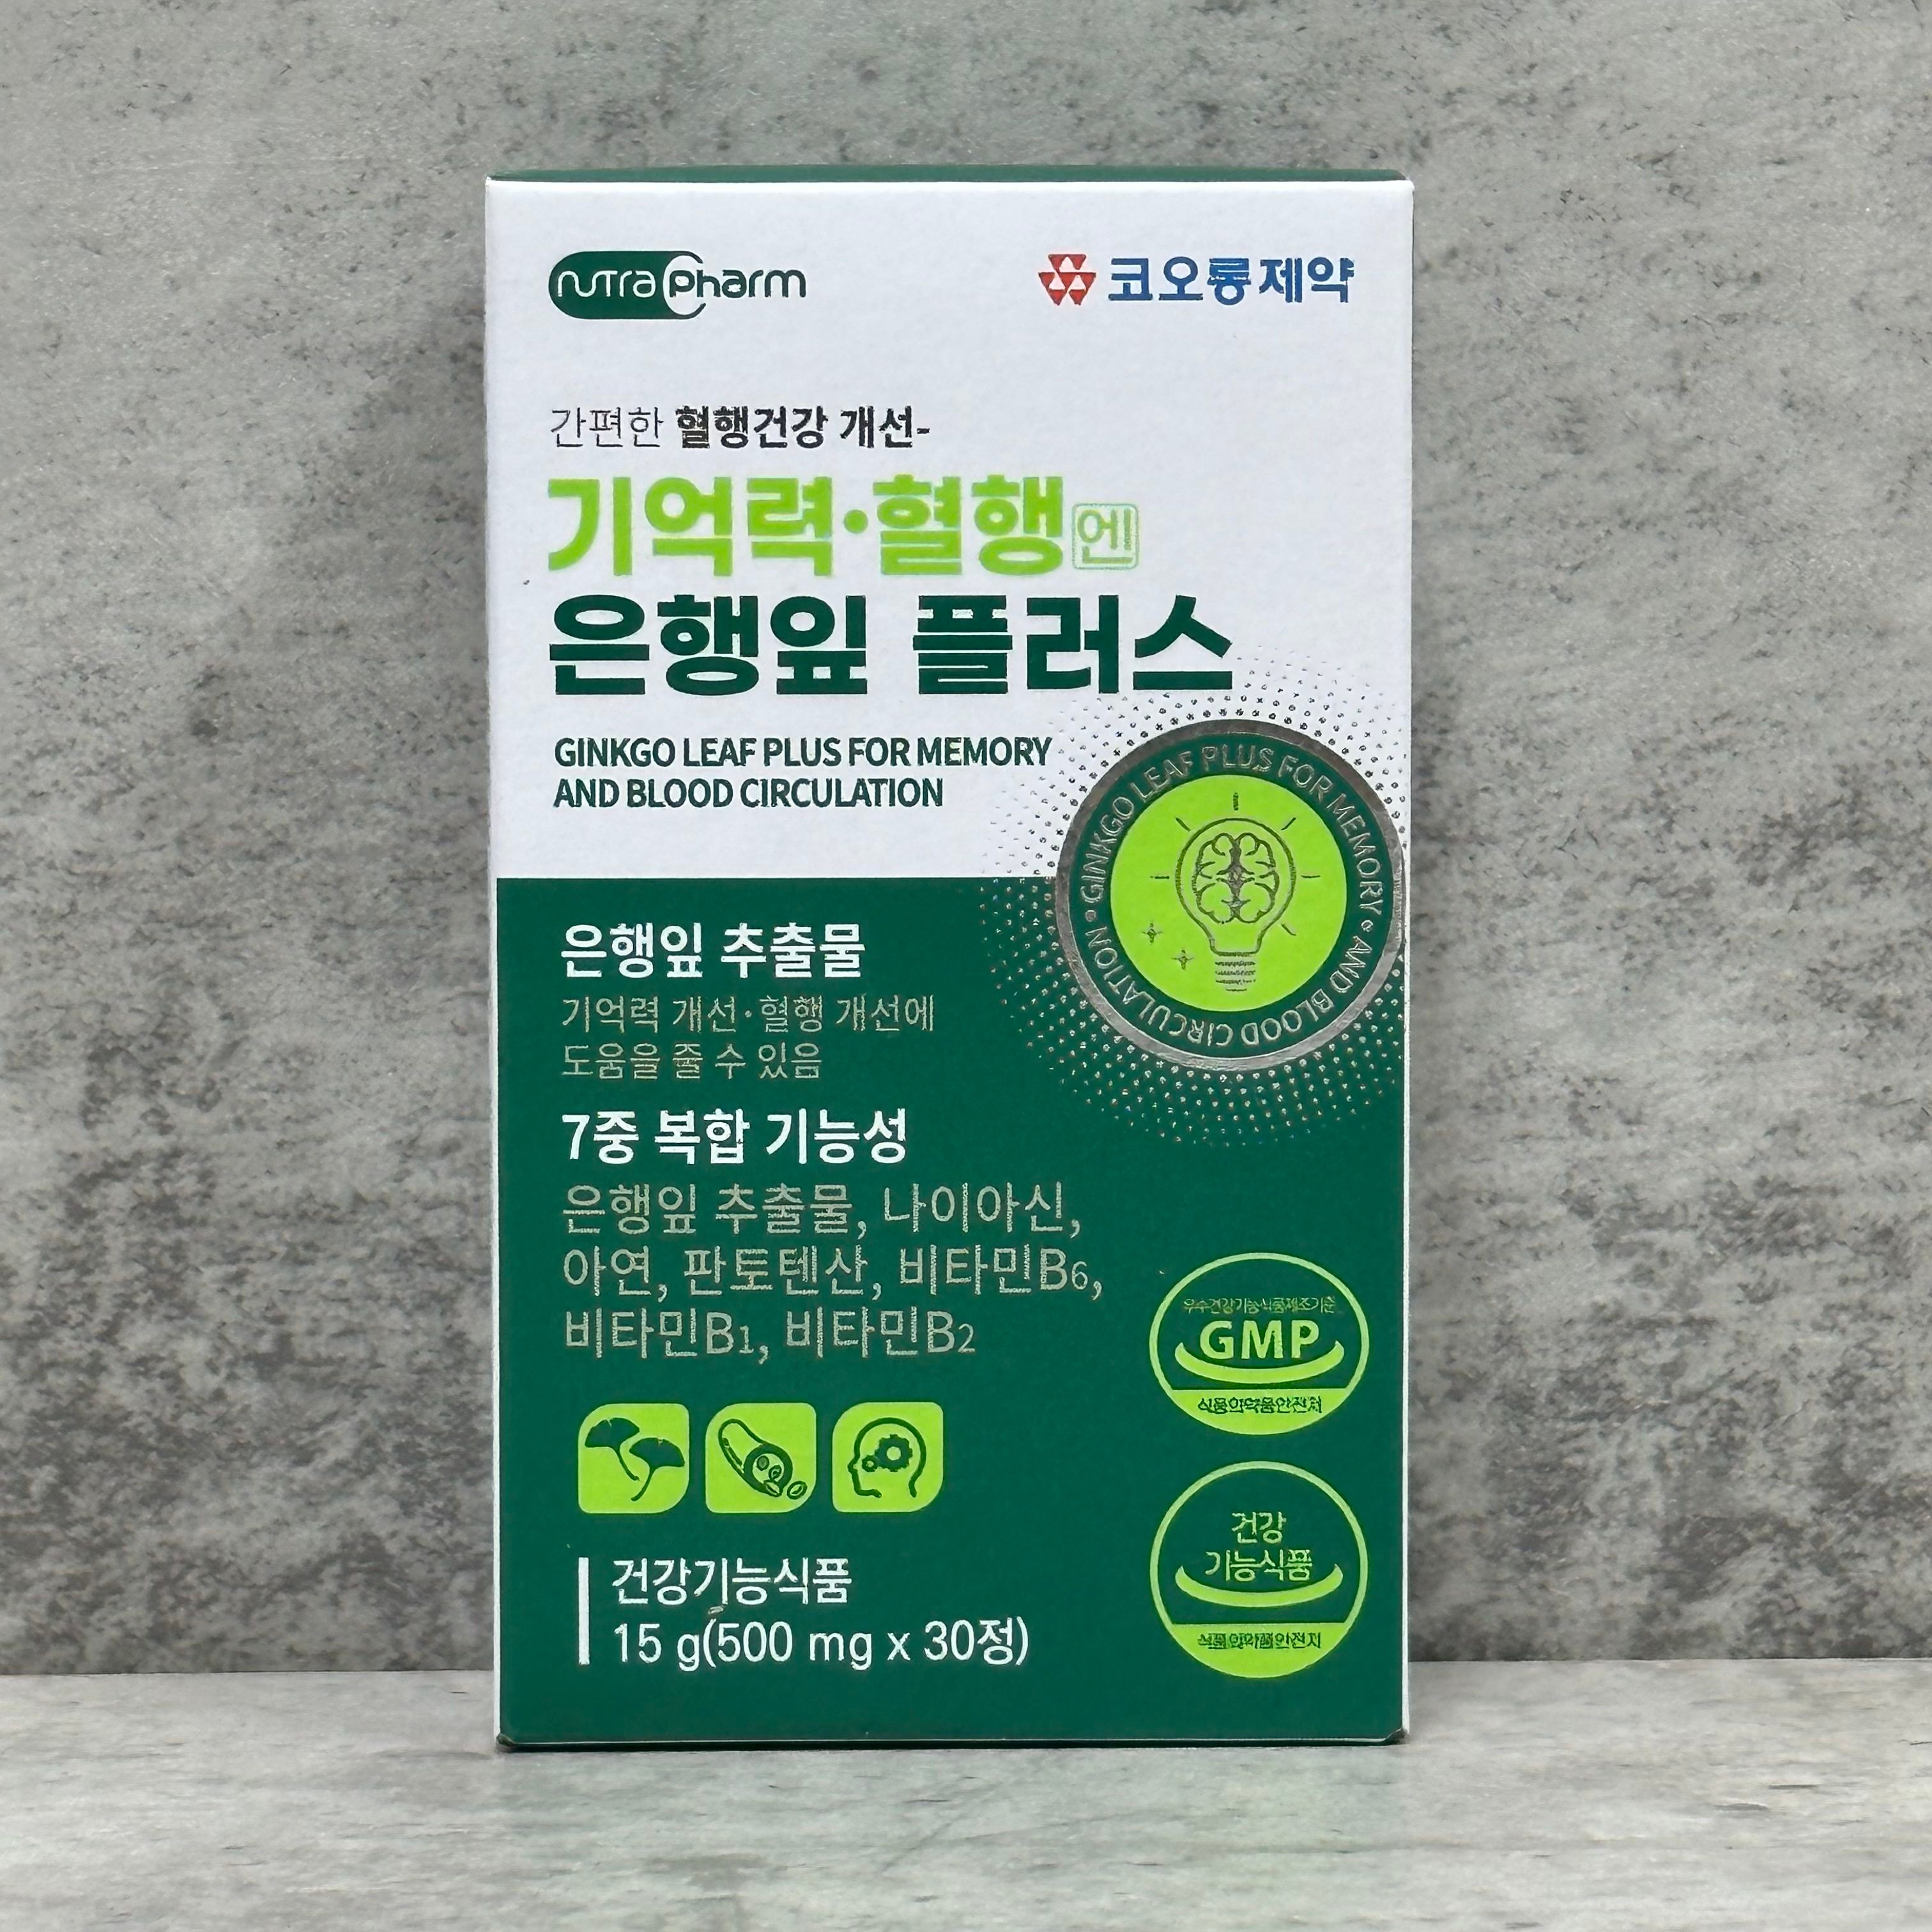 nutrapharm
코오롱제약
간편한 혈행건강 개선-
기억력·혈행엔
은행잎 플러스
GINKGO LEAF PLUS FOR MEMORY
AND BLOOD CIRCULATION
GINKGO LEAF PLUS FOR MEMORY • AND BLOOD CIRCULATION •
은행잎 추출물
기억력 개선·혈행 개선에
도움을 줄 수 있음
7중 복합 기능성
은행잎 추출물, 나이아신,
아연, 판토텐산, 비타민B6,
비타민B1, 비타민B2
우수건강기능식품제조기준
GMP
식품의약품안전처
건강
기능식품
식품의약품안전처
건강기능식품
15 g(500 mg x 30정)